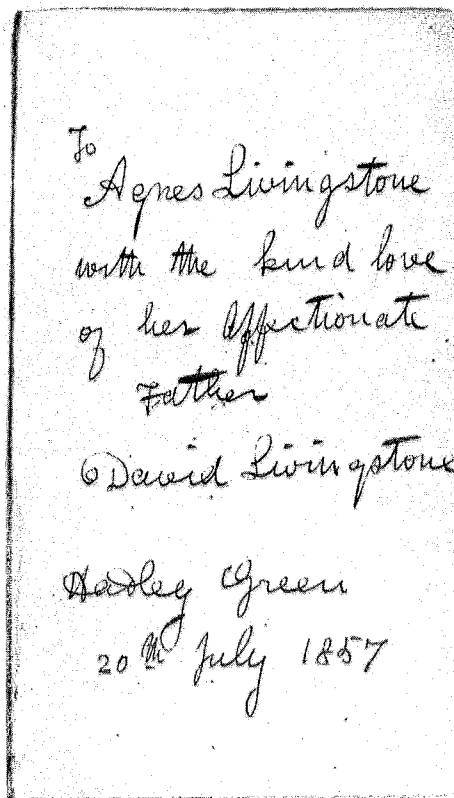 To
Agnes Livingstone
with the kind love
of her Affectionate
Father
David Livingstone
Hadley Green
20th July 1857